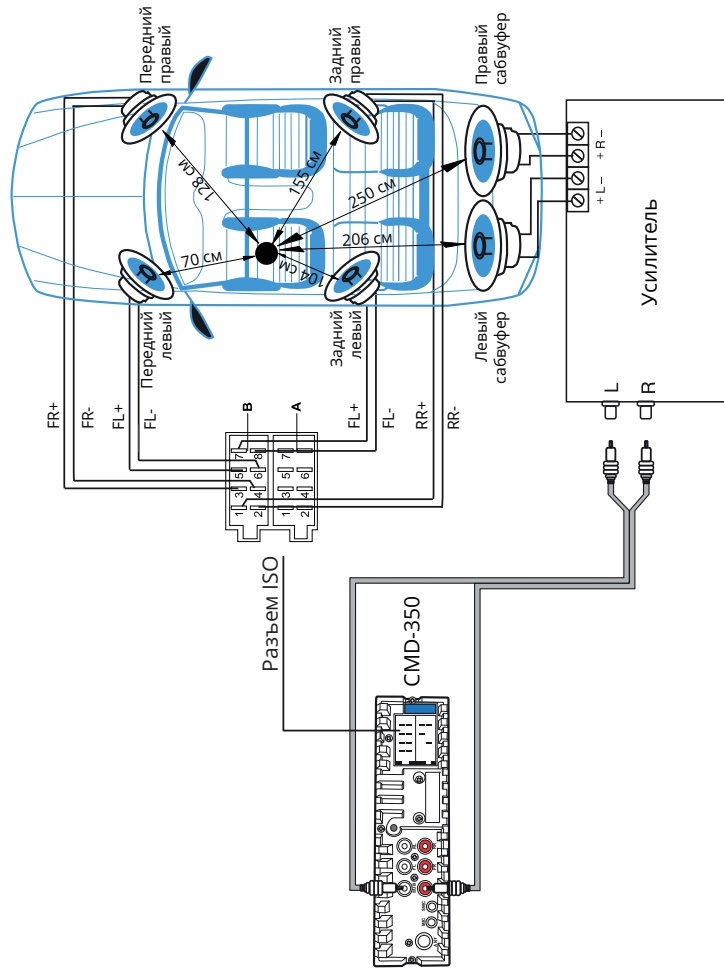 Передний
правый
Задний
правый
Правый
сабвуфер
128 см
155 см
250 см
206 см
70 см
104 см
Передний
левый
Задний
левый
Левый
сабвуфер
+ L –
+ R –
Усилитель
L
R
FR+
FR-
FL+
FL-
FL+
FL-
RR+
RR-
B
A
1 3 5 7
2 4 6 8
1 3 5 7
2 4 6
Разъем ISO
CMD-350